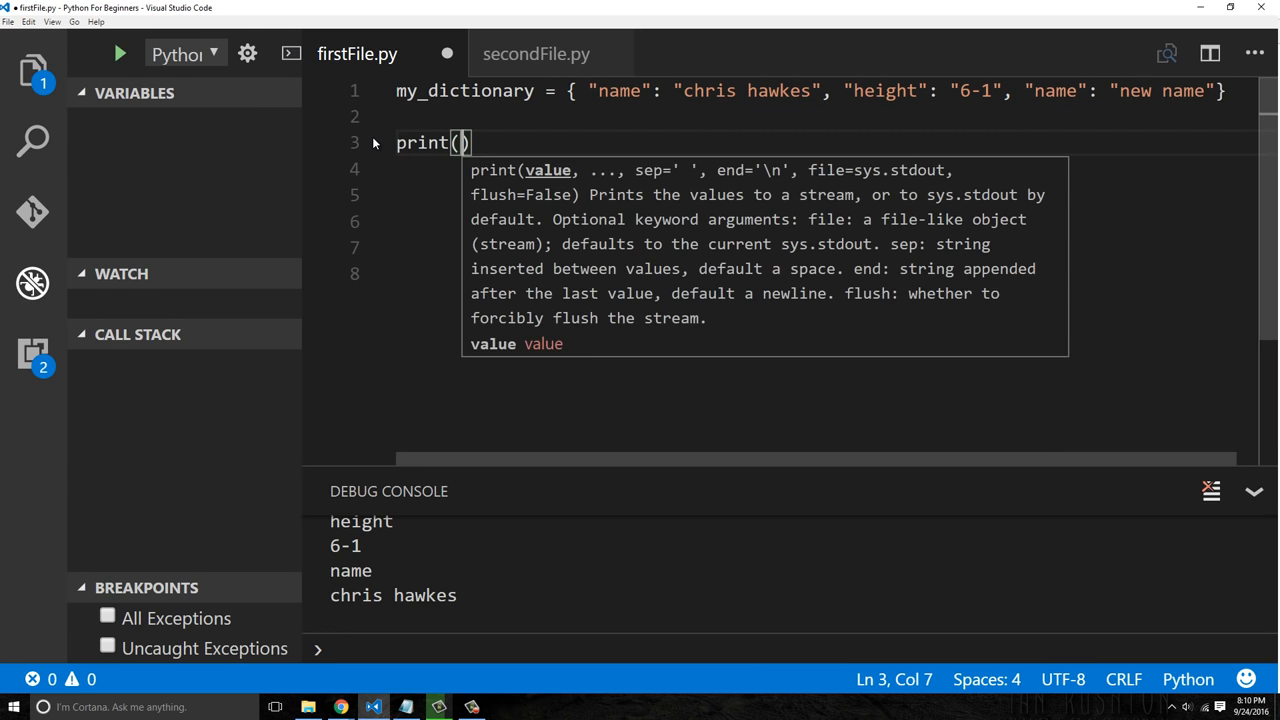 • firstFile.py - Python For Beginners - Visual Studio Code
File Edit View Go Help
Python
firstFile.py
secondFile.py
1
VARIABLES
1 my_dictionary = { "name": "chris hawkes", "height": "6-1", "name": "new name"}
2
3 print()
4
5
6
7
8
print(value, ..., sep=' ', end='\n', file=sys.stdout,
flush=False) Prints the values to a stream, or to sys.stdout by
default. Optional keyword arguments: file: a file-like object
(stream); defaults to the current sys.stdout. sep: string
inserted between values, default a space. end: string appended
after the last value, default a newline. flush: whether to
forcibly flush the stream.
value value
WATCH
CALL STACK
2
DEBUG CONSOLE
height
6-1
name
chris hawkes
BREAKPOINTS
All Exceptions
Uncaught Exceptions
0 0
Ln 3, Col 7 Spaces: 4 UTF-8 CRLF Python
I'm Cortana. Ask me anything.
8:10 PM
9/24/2016